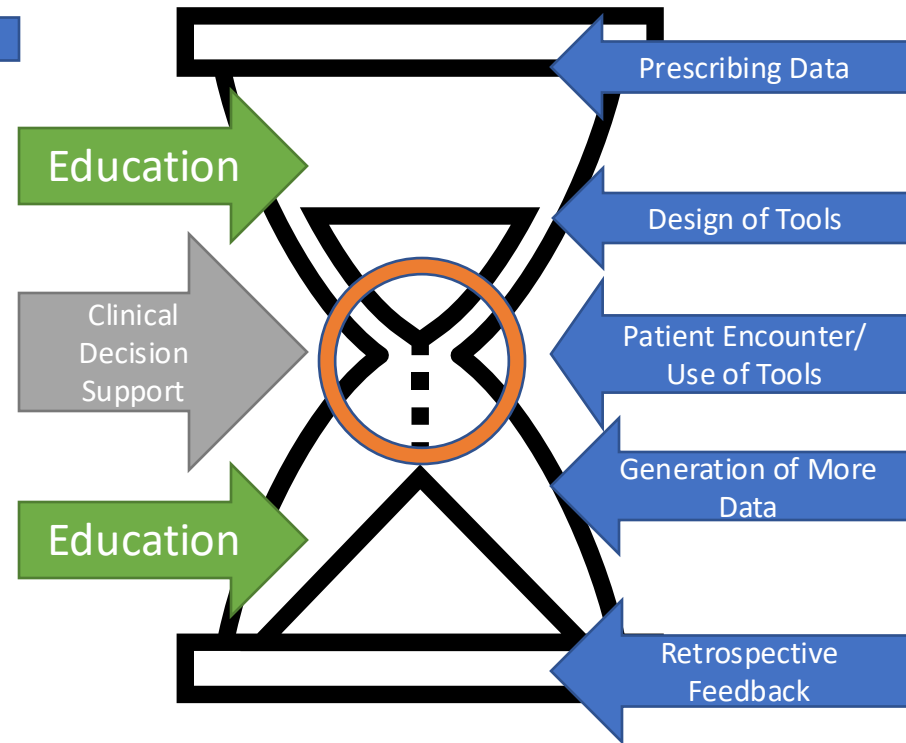 Prescribing Data
Education
Design of Tools
Clinical
Decision
Support
Patient Encounter/
Use of Tools
Generation of More
Data
Education
Retrospective
Feedback